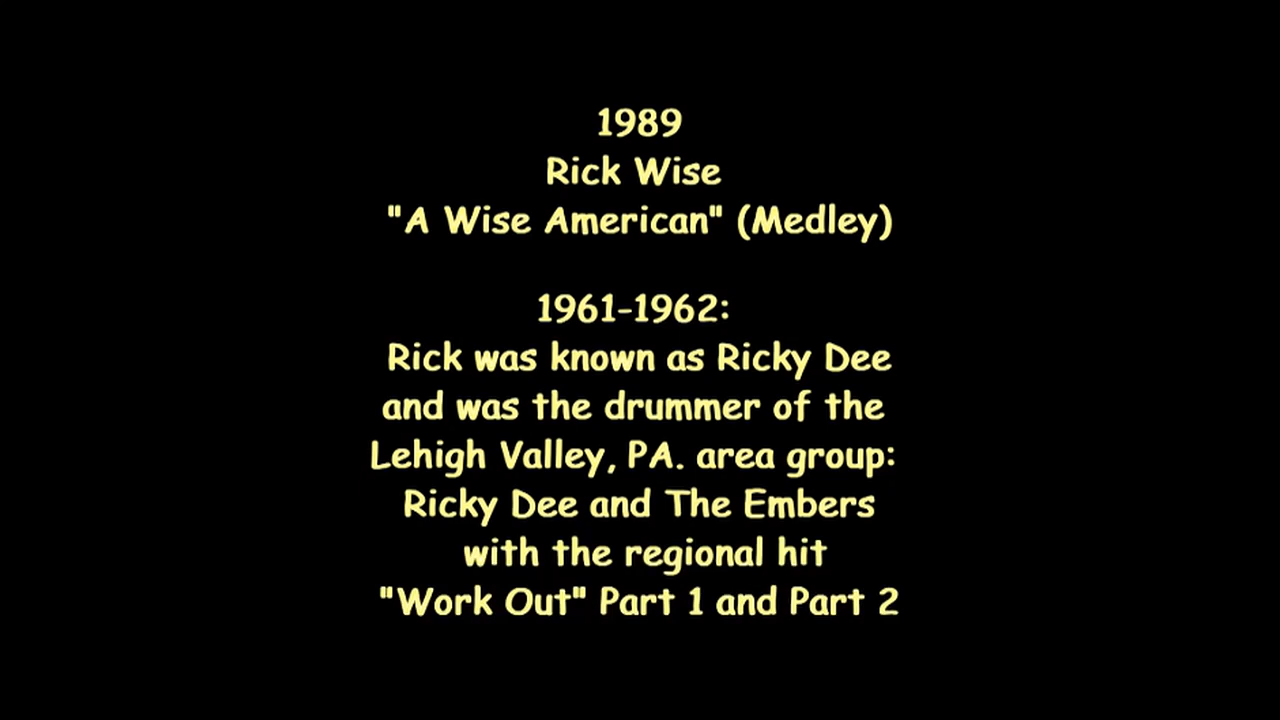 1989
Rick Wise
"A Wise American" (Medley)
1961-1962:
Rick was known as Ricky Dee
and was the drummer of the
Lehigh Valley, PA. area group:
Ricky Dee and The Embers
with the regional hit
"Work Out" Part 1 and Part 2